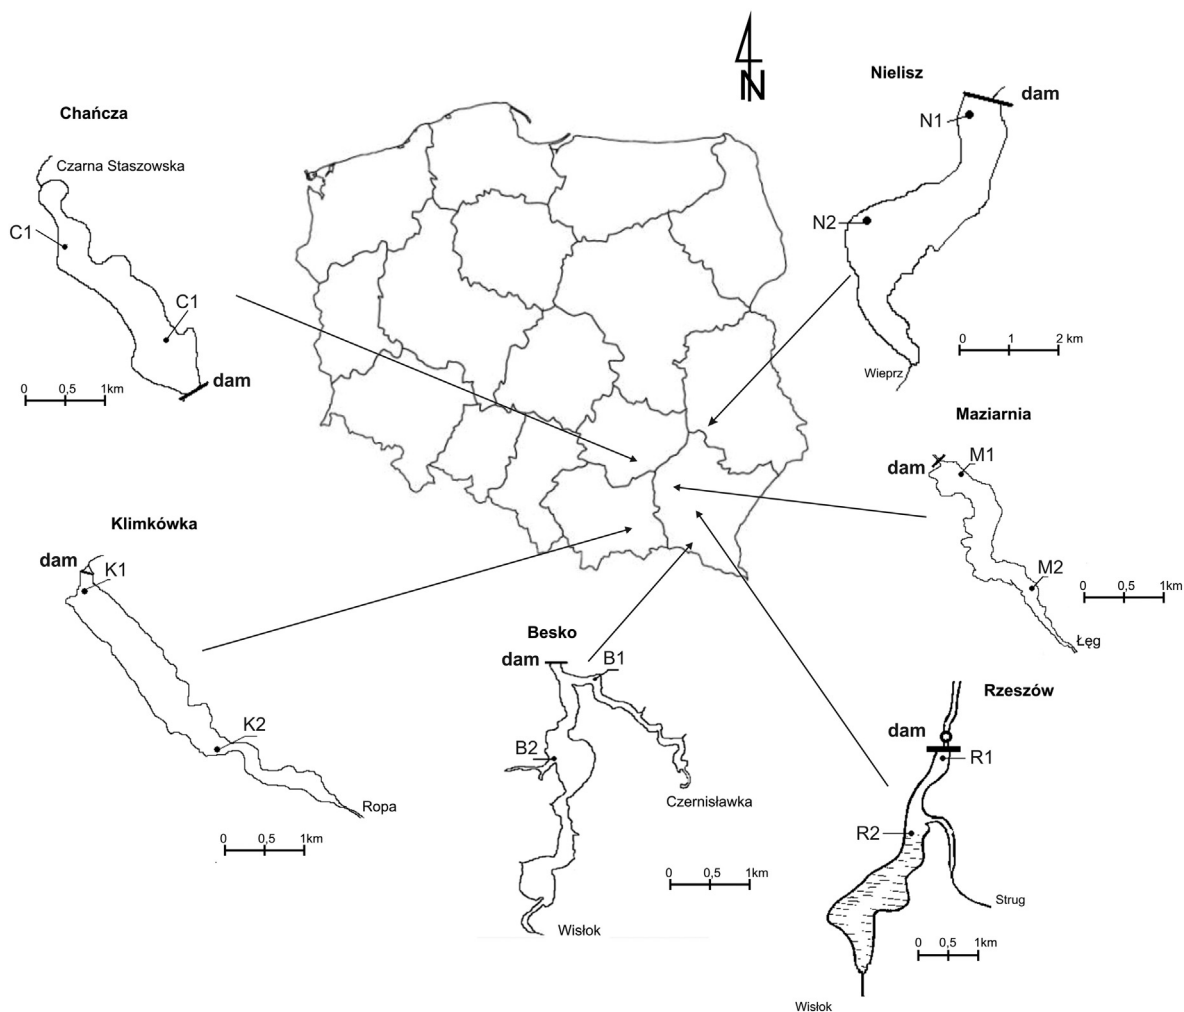 N
Chańcza
Czarna Staszowska
C1
C1
dam
0 0,5 1km
Nielisz
dam
N1
N2
0 1 2 km
Wieprz
Maziarnia
dam
M1
M2
0 0,5 1km
Łęg
Klimkówka
dam
K1
K2
Ropa
0 0,5 1km
Besko
dam
B1
B2
Czernisławka
0 0,5 1km
Wisłok
Rzeszów
dam
R1
R2
Strug
0 0,5 1km
Wisłok